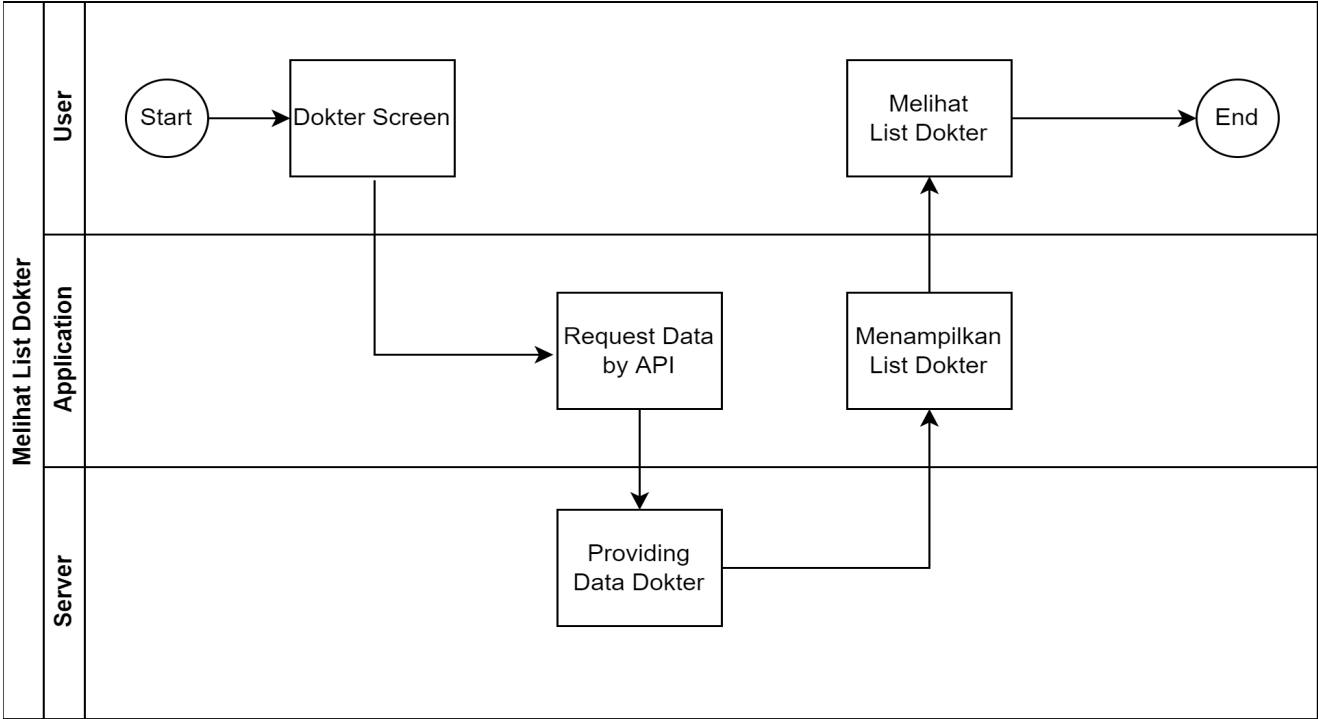 Melihat List Dokter
User
Start
Dokter Screen
Melihat
List Dokter
End
Application
Request Data
by API
Menampilkan
List Dokter
Server
Providing
Data Dokter